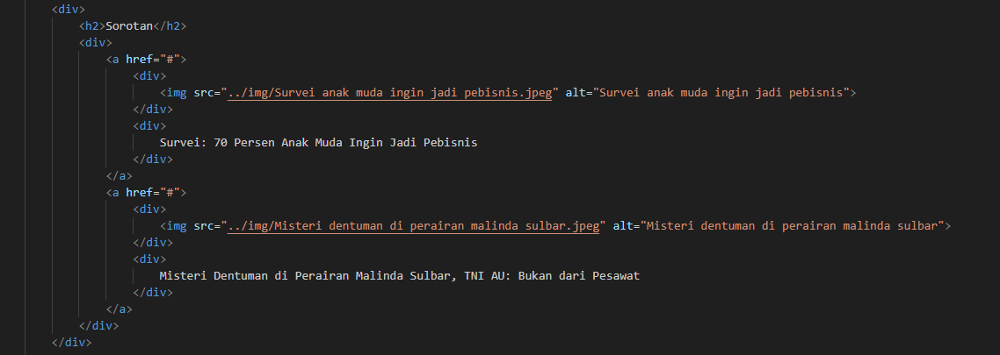 <div>
<h2>Sorotan</h2>
<div>
<a href="#">
<div>
<img src="../img/Survei anak muda ingin jadi pebisnis.jpeg" alt="Survei anak muda ingin jadi pebisnis">
</div>
<div>
Survei: 70 Persen Anak Muda Ingin Jadi Pebisnis
</div>
</a>
<a href="#">
<div>
<img src="../img/Misteri dentuman di perairan malinda sulbar.jpeg" alt="Misteri dentuman di perairan malinda sulbar">
</div>
<div>
Misteri Dentuman di Perairan Malinda Sulbar, TNI AU: Bukan dari Pesawat
</div>
</a>
</div>
</div>